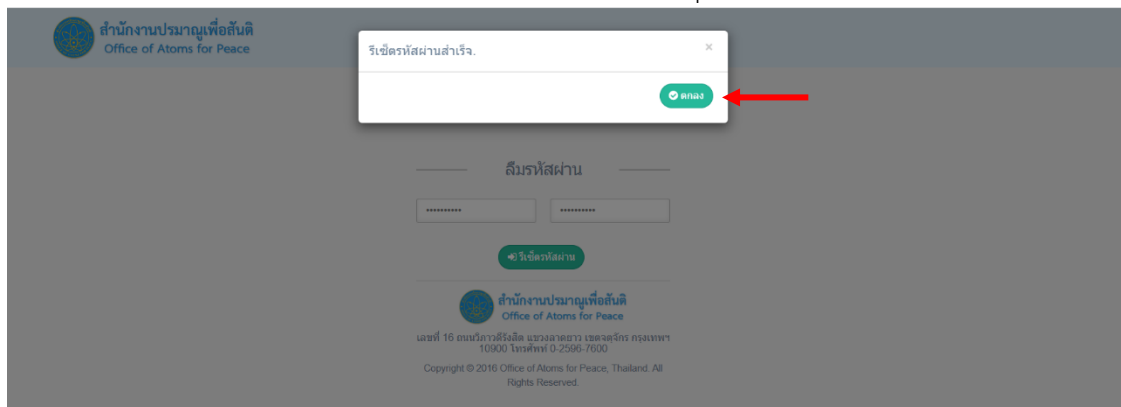 สำนักงานปรมาณูเพื่อสันติ
Office of Atoms for Peace
รีเซ็ตรหัสผ่านสำเร็จ.
×
ตกลง
ลืมรหัสผ่าน
รีเซ็ตรหัสผ่าน
สำนักงานปรมาณูเพื่อสันติ
Office of Atoms for Peace
เลขที่ 16 ถนนวิภาวดีรังสิต แขวงลาดยาว เขตจตุจักร กรุงเทพฯ
10900 โทรศัพท์ 0-2596-7600
Copyright © 2016 Office of Atoms for Peace, Thailand. All
Rights Reserved.